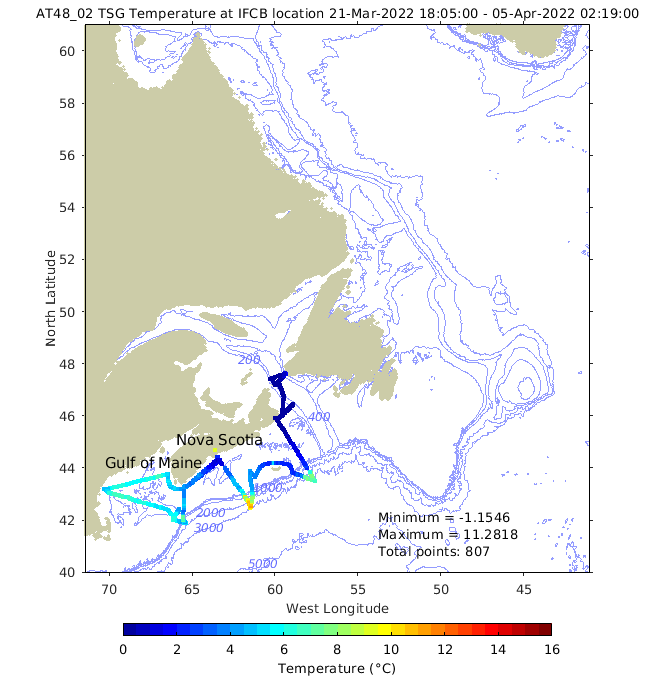 AT48_02 TSG Temperature at IFCB location 21-Mar-2022 18:05:00 - 05-Apr-2022 02:19:00
60
58
56
54
52
50
48
46
44
42
40
North Latitude
200
400
Nova Scotia
Gulf of Maine
1000
2000
3000
5000
Minimum = -1.1546
Maximum = 11.2818
Total points: 807
70 65 60 55 50 45
West Longitude
0 2 4 6 8 10 12 14 16
Temperature (°C)